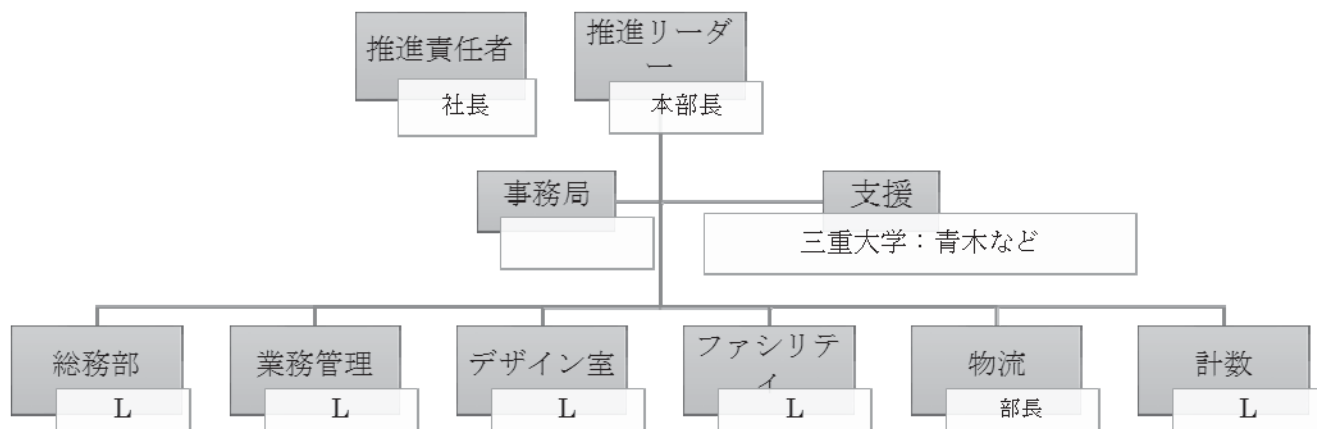 推進責任者
社長
推進リーダ
ー
本部長
事務局
支援
三重大学：青木など
総務部
L
業務管理
L
デザイン室
L
ファシリテ
ィ
L
物流
部長
計数
L